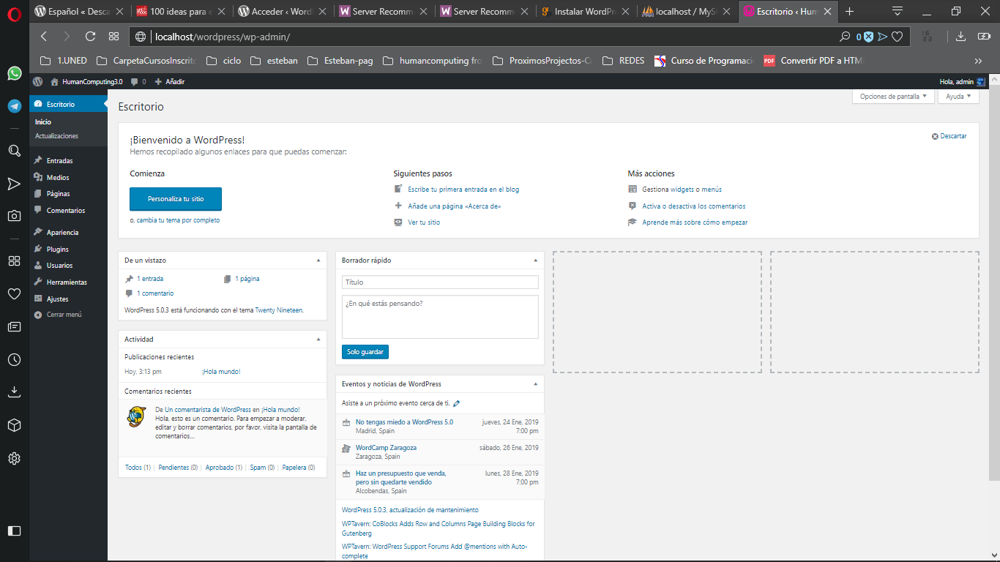 Español « Desca
100 ideas para e
Acceder ‹ Word
Server Recomme
Server Recomme
Instalar WordPr
localhost / MyS
Escritorio ‹ Hum
localhost/wordpress/wp-admin/
0
1.UNED
CarpetaCursosInscrito
ciclo
esteban
Esteban-pag
humancomputing fro
ProximosProjectos-Ca
REDES
Curso de Programació
PDF
Convertir PDF a HTM
HumanComputing3.0
0
Añadir
Hola, admin
Escritorio
Inicio
Actualizaciones
Entradas
Medios
Páginas
Comentarios
Apariencia
Plugins
Usuarios
Herramientas
Ajustes
Cerrar menú
Opciones de pantalla
Ayuda
Escritorio
¡Bienvenido a WordPress!
Descartar
Hemos recopilado algunos enlaces para que puedas comenzar:
Comienza
Personaliza tu sitio
o, cambia tu tema por completo
Siguientes pasos
Escribe tu primera entrada en el blog
Añade una página «Acerca de»
Ver tu sitio
Más acciones
Gestiona widgets o menús
Activa o desactiva los comentarios
Aprende más sobre cómo empezar
De un vistazo
1 entrada
1 página
1 comentario
WordPress 5.0.3 está funcionando con el tema Twenty Nineteen.
Actividad
Publicaciones recientes
Hoy, 3:13 pm
¡Hola mundo!
Comentarios recientes
De Un comentarista de WordPress en ¡Hola mundo!
Hola, esto es un comentario. Para empezar a moderar,
editar y borrar comentarios, por favor, visita la pantalla de
comentarios…
Todos (1) | Pendientes (0) | Aprobado (1) | Spam (0) | Papelera (0)
Borrador rápido
Título
¿En qué estás pensando?
Solo guardar
Eventos y noticias de WordPress
Asiste a un próximo evento cerca de ti.
No tengas miedo a WordPress 5.0
Madrid, Spain
jueves, 24 Ene, 2019
7:00 pm
WordCamp Zaragoza
Zaragoza, Spain
sábado, 26 Ene, 2019
Haz un presupuesto que venda,
pero sin quedarte vendido
Alcobendas, Spain
lunes, 28 Ene, 2019
7:00 pm
WordPress 5.0.3, actualización de mantenimiento
WPTavern: CoBlocks Adds Row and Columns Page Building Blocks for
Gutenberg
WPTavern: WordPress Support Forums Add @mentions with Auto-
complete